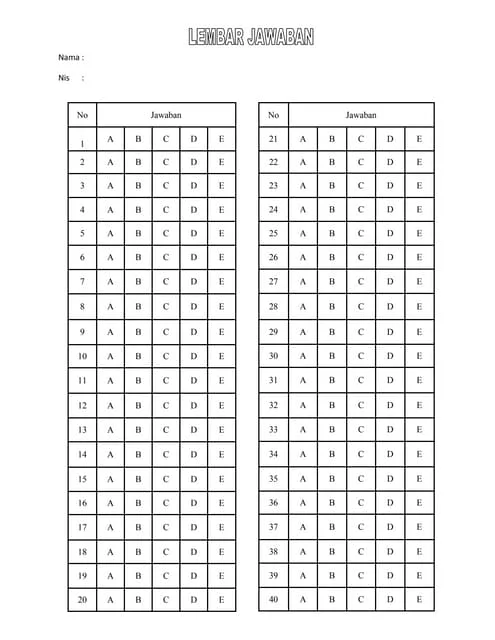 LEMBAR JAWABAN
Nama :
Nis :
No Jawaban
1 A B C D E
2 A B C D E
3 A B C D E
4 A B C D E
5 A B C D E
6 A B C D E
7 A B C D E
8 A B C D E
9 A B C D E
10 A B C D E
11 A B C D E
12 A B C D E
13 A B C D E
14 A B C D E
15 A B C D E
16 A B C D E
17 A B C D E
18 A B C D E
19 A B C D E
20 A B C D E
No Jawaban
21 A B C D E
22 A B C D E
23 A B C D E
24 A B C D E
25 A B C D E
26 A B C D E
27 A B C D E
28 A B C D E
29 A B C D E
30 A B C D E
31 A B C D E
32 A B C D E
33 A B C D E
34 A B C D E
35 A B C D E
36 A B C D E
37 A B C D E
38 A B C D E
39 A B C D E
40 A B C D E